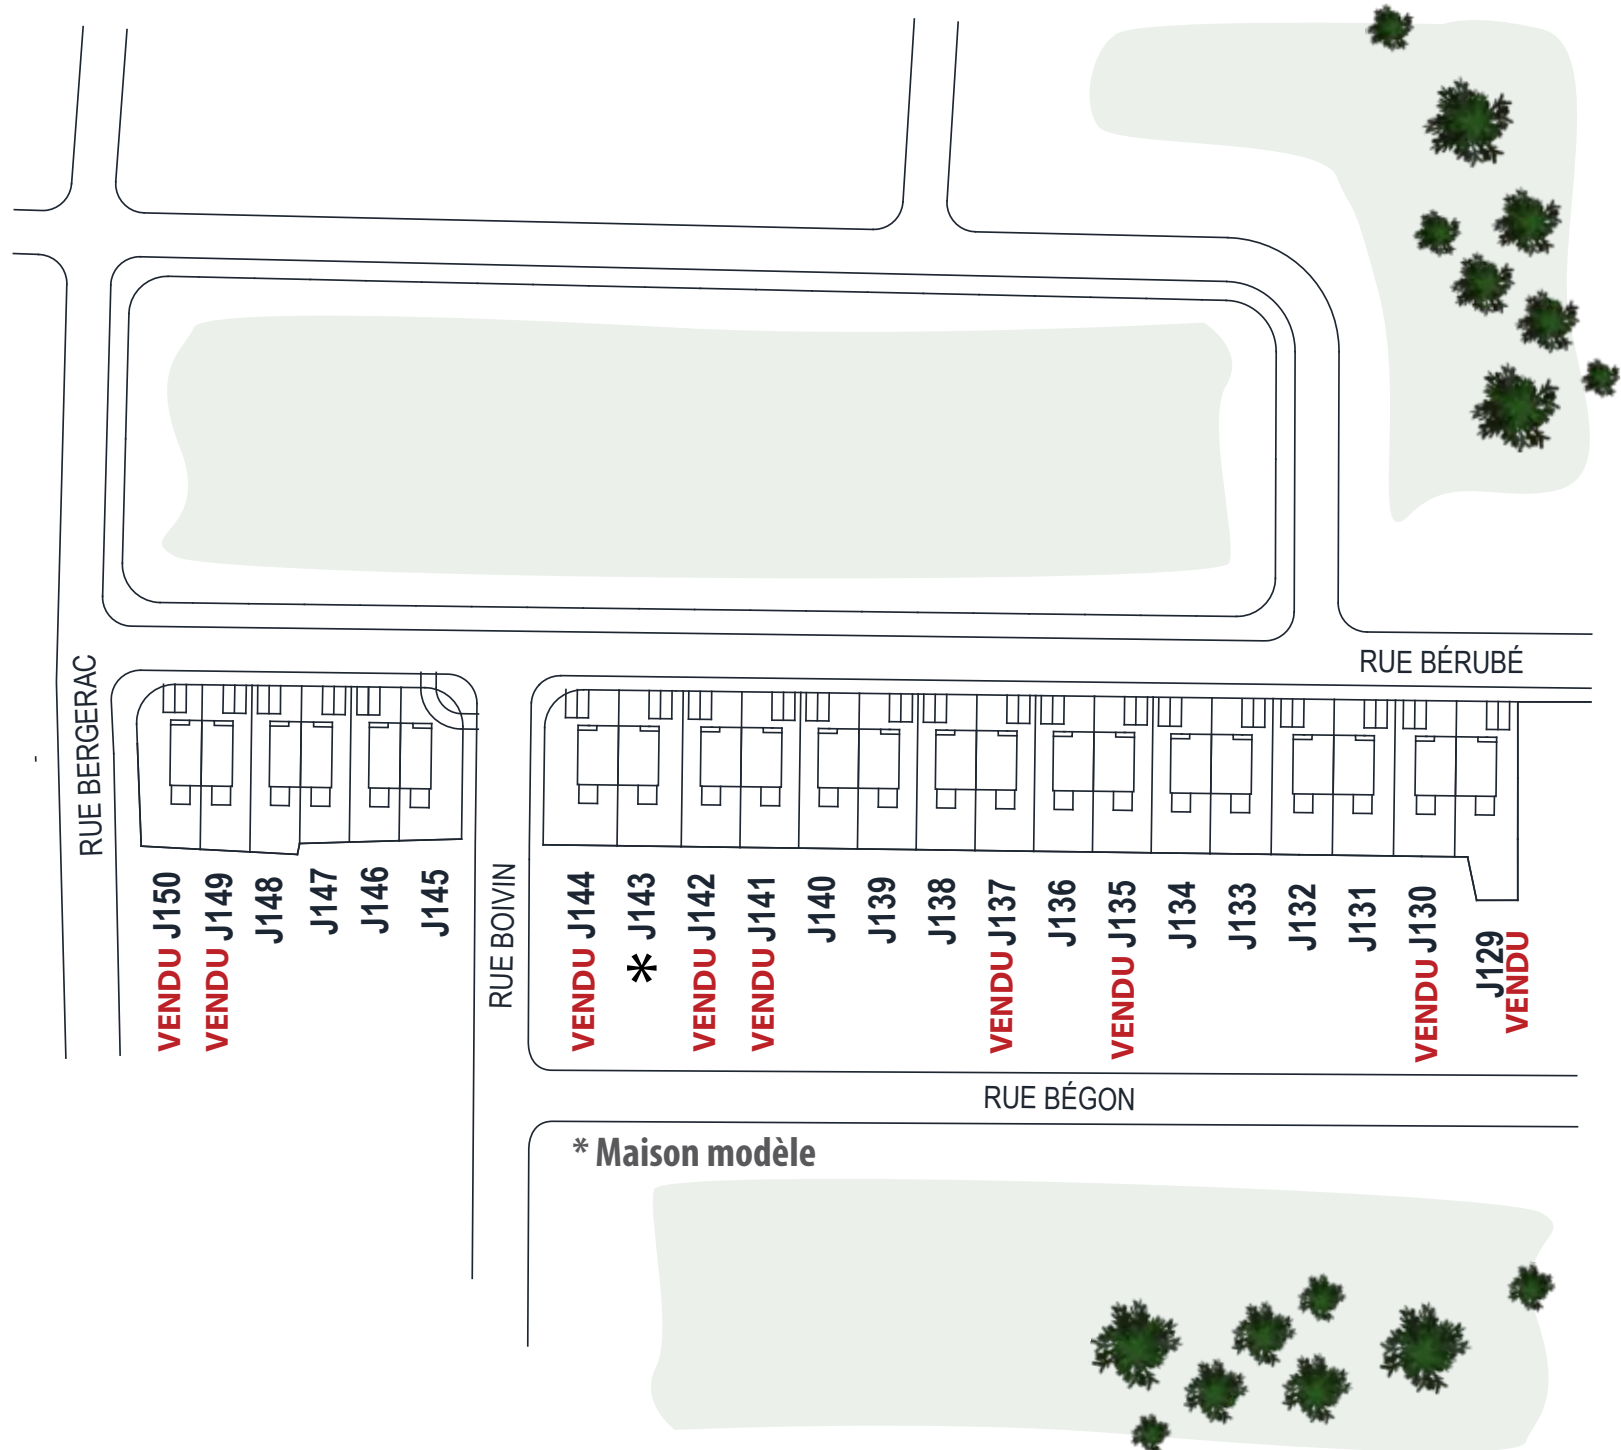 RUE BÉRUBÉ
RUE BERGERAC
VENDU J150
VENDU J149
J148
J147
J146
J145
RUE BOIVIN
VENDU J144
* J143
VENDU J142
VENDU J141
J140
J139
J138
VENDU J137
J136
VENDU J135
J134
J133
J132
J131
VENDU J130
J129
VENDU
RUE BÉGON
* Maison modèle